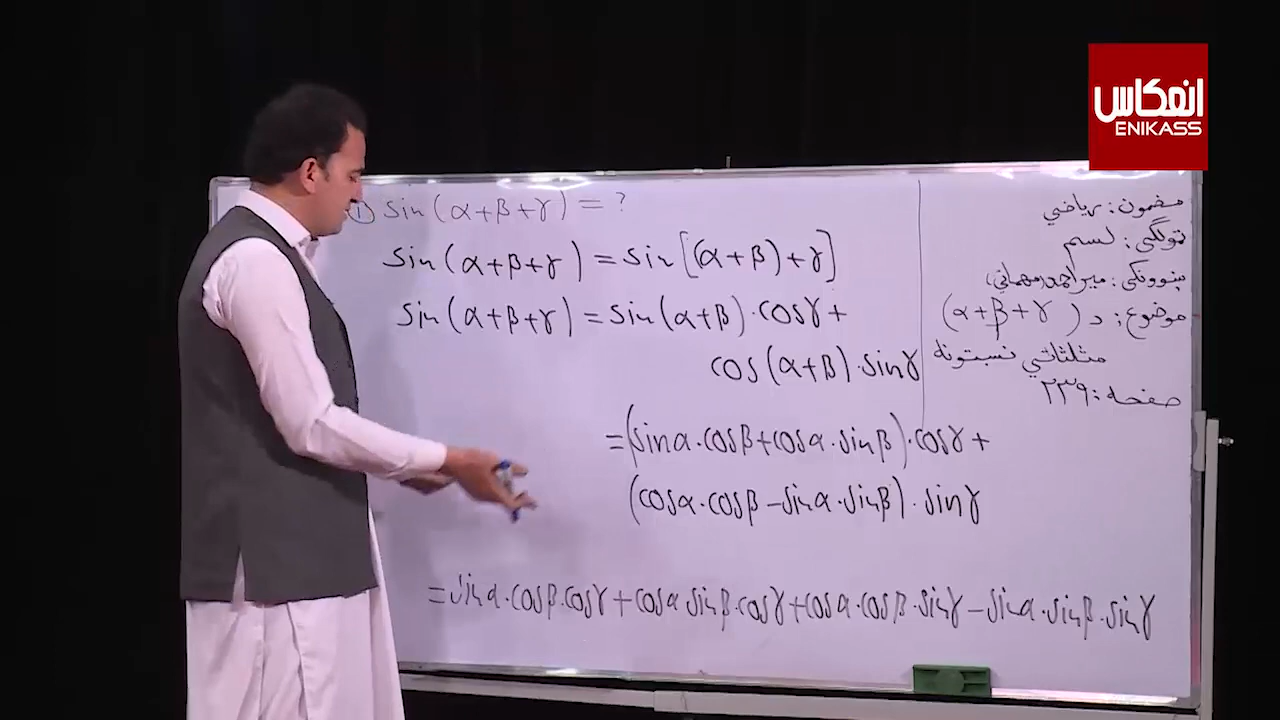 انعکاس
ENIKASS
① sin(α+β+γ)=?
sin(α+β+γ)=sin[(α+β)+γ]
sin(α+β+γ)=sin(α+β)·cosγ+
cos(α+β)·sinγ
=(sinα·cosβ+cosα·sinβ)·cosγ+
(cosα·cosβ-sinα·sinβ)·sinγ
=sinα·cosβ·cosγ+cosα·sinβ·cosγ+cosα·cosβ·sinγ-sinα·sinβ·sinγ
مضمون: ریاضي
ټولګی: لسم
ښوونکی: میراحمد
موضوع: د (α+β+γ)
مثلثاتي نسبتونه
صفحه: ۲۳۹